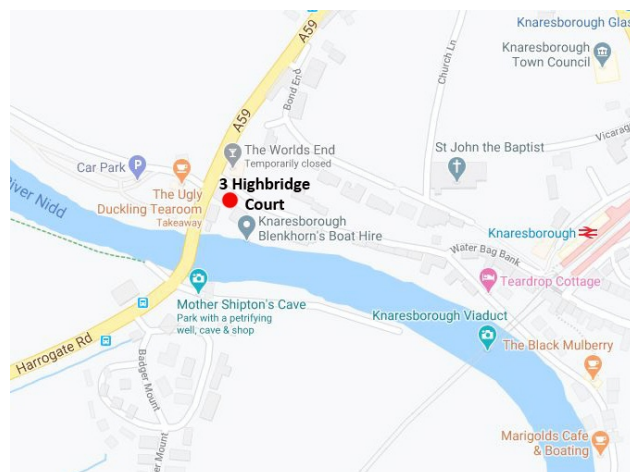 Knaresborough Glas
Knaresborough
Town Council
A59
Bond End
Church Ln
Vicarag
A59
The Worlds End
Temporarily closed
St John the Baptist
Car Park
The Ugly
Duckling Tearoom
Takeaway
3 Highbridge
Court
River Nidd
Knaresborough
Blenkhorn's Boat Hire
Knaresborough
Water Bag Bank
Teardrop Cottage
Mother Shipton's Cave
Park with a petrifying
well, cave & shop
Knaresborough Viaduct
Harrogate Rd
The Black Mulberry
Badger Mount
Badger Mount
Marigolds Cafe
& Boating